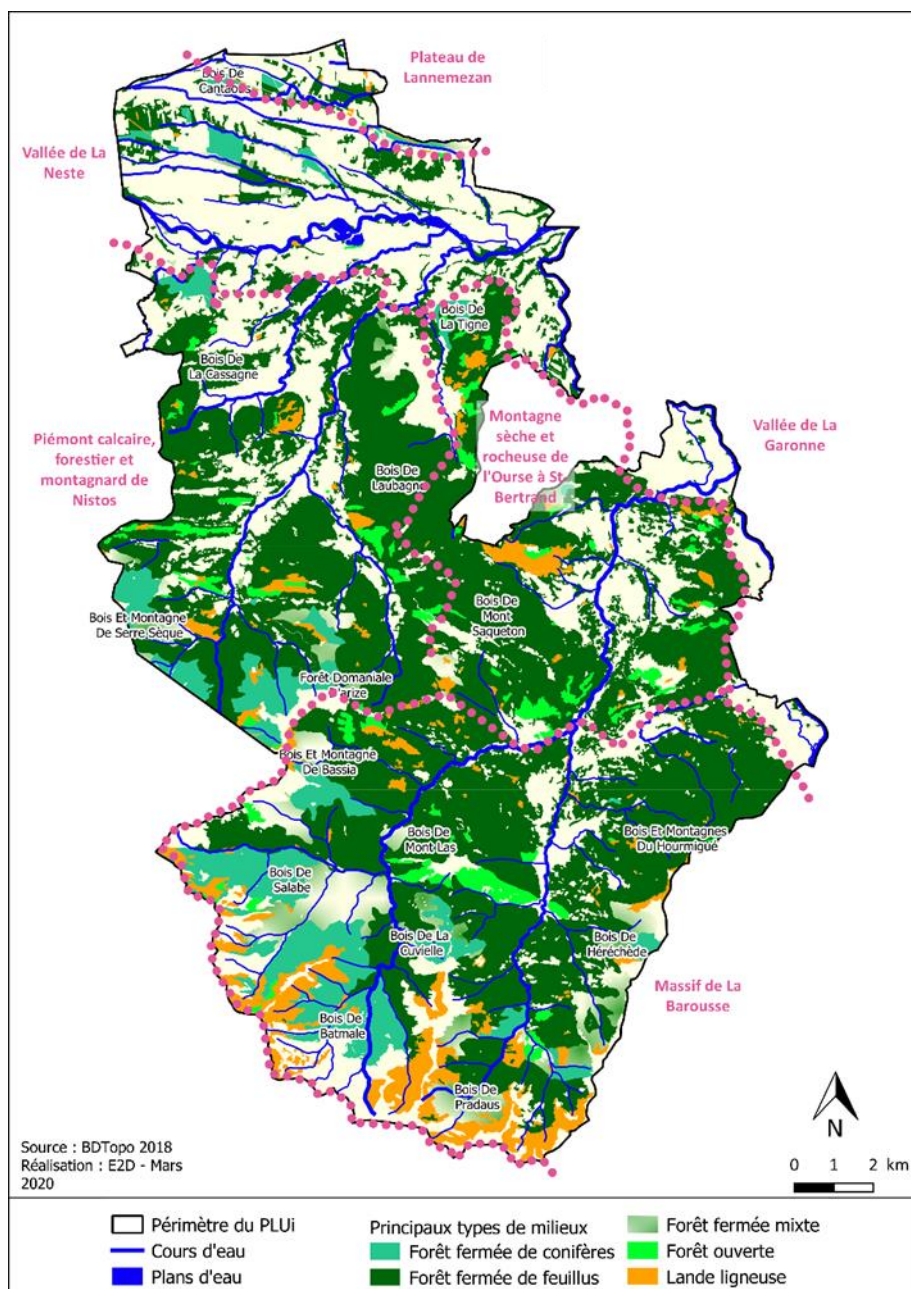 Plateau de
Lannemezan
Bois De
Cantaous
Vallée de La
Neste
Bois De
La Tigne
Bois De
La Cassagne
Montagne
sèche et
rocheuse de
l'Ourse à St
Bertrand
Vallée de La
Garonne
Piémont calcaire,
forestier et
montagnard de
Nistos
Bois De
Laubague
Bois Et Montagne
De Serre Sèque
Bois De
Mont
Saqueton
Forêt Domaniale
Bois Et Montagne
De Bassia
Bois De
Mont Las
Bois Et Montagnes
Du Hourmigué
Bois De
Salabe
Bois De La
Cuvielle
Bois De
Héréchède
Massif de La
Barousse
Bois De
Batmale
Bois De
Pradaus
N
Source : BDTopo 2018
Réalisation : E2D - Mars
2020
0 1 2 km
Périmètre du PLUi
Cours d'eau
Plans d'eau
Principaux types de milieux
Forêt fermée de conifères
Forêt fermée de feuillus
Forêt fermée mixte
Forêt ouverte
Lande ligneuse